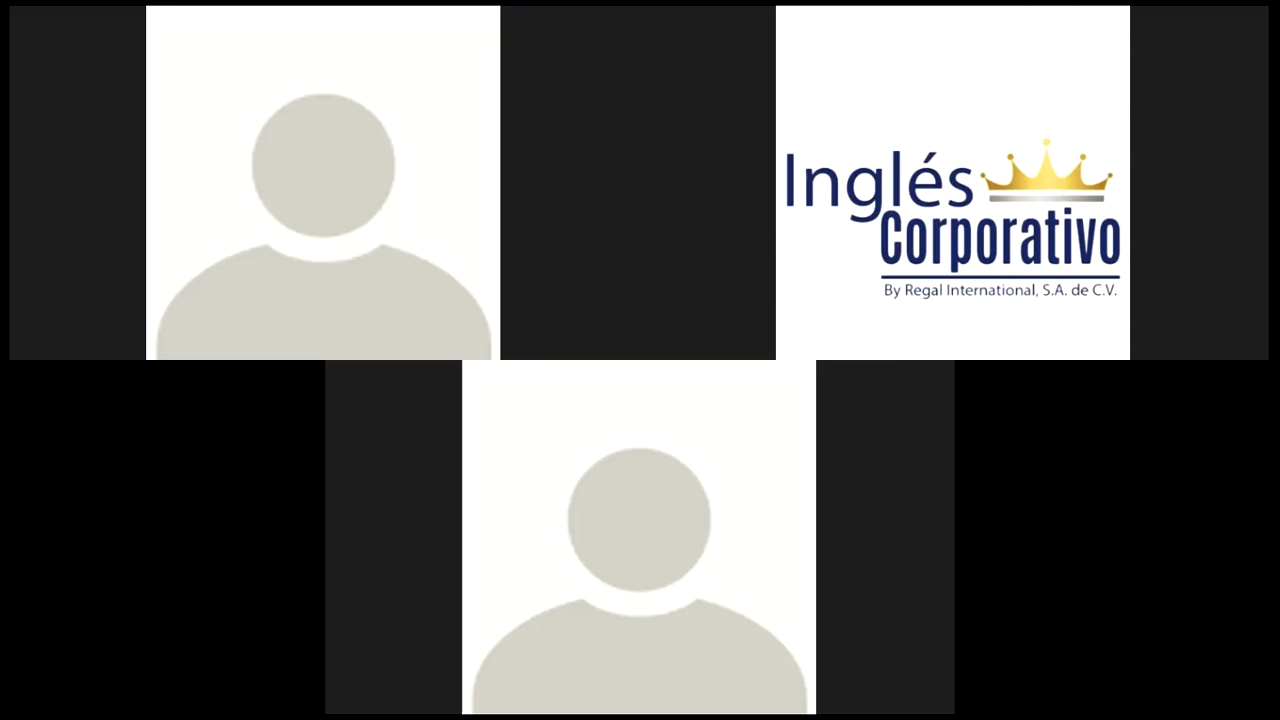 Inglés
Corporativo
By Regal International, S.A. de C.V.